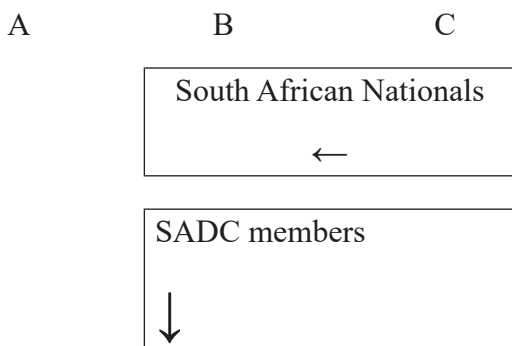 A B C
South African Nationals
←
SADC members
↓